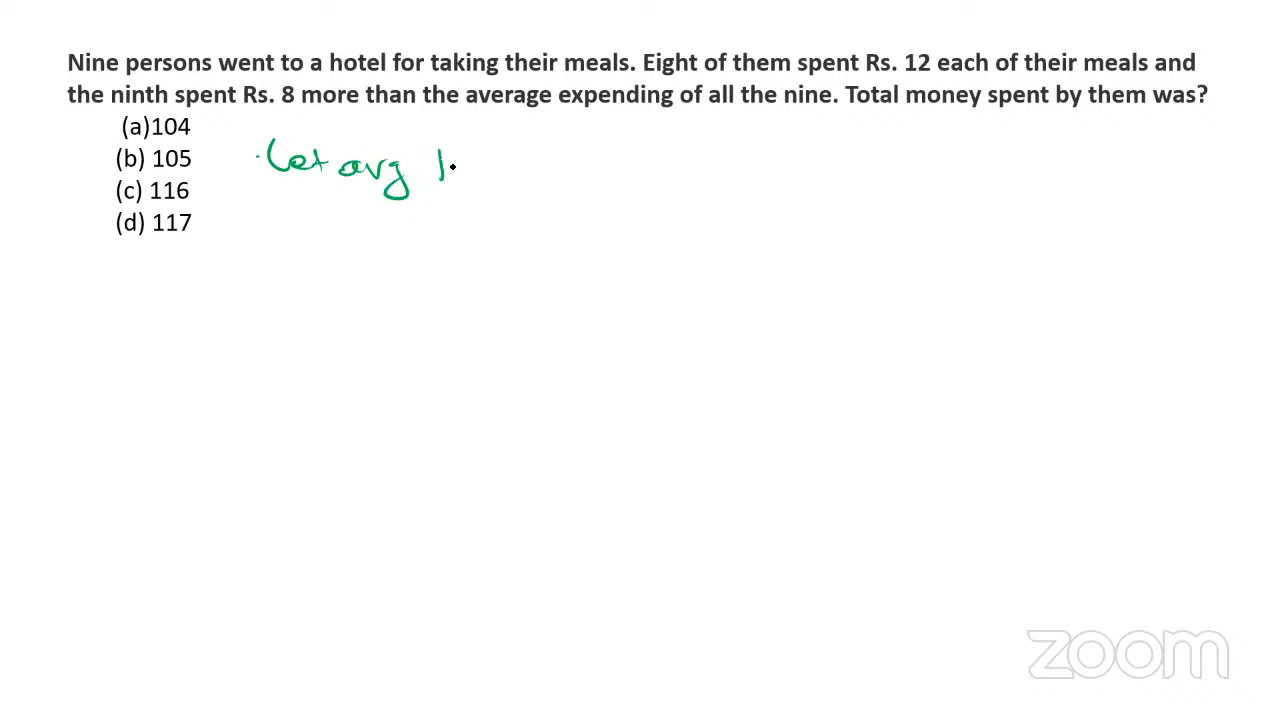 Nine persons went to a hotel for taking their meals. Eight of them spent Rs. 12 each of their meals and
the ninth spent Rs. 8 more than the average expending of all the nine. Total money spent by them was?
(a)104
(b) 105
(c) 116
(d) 117
Let avg
zoom